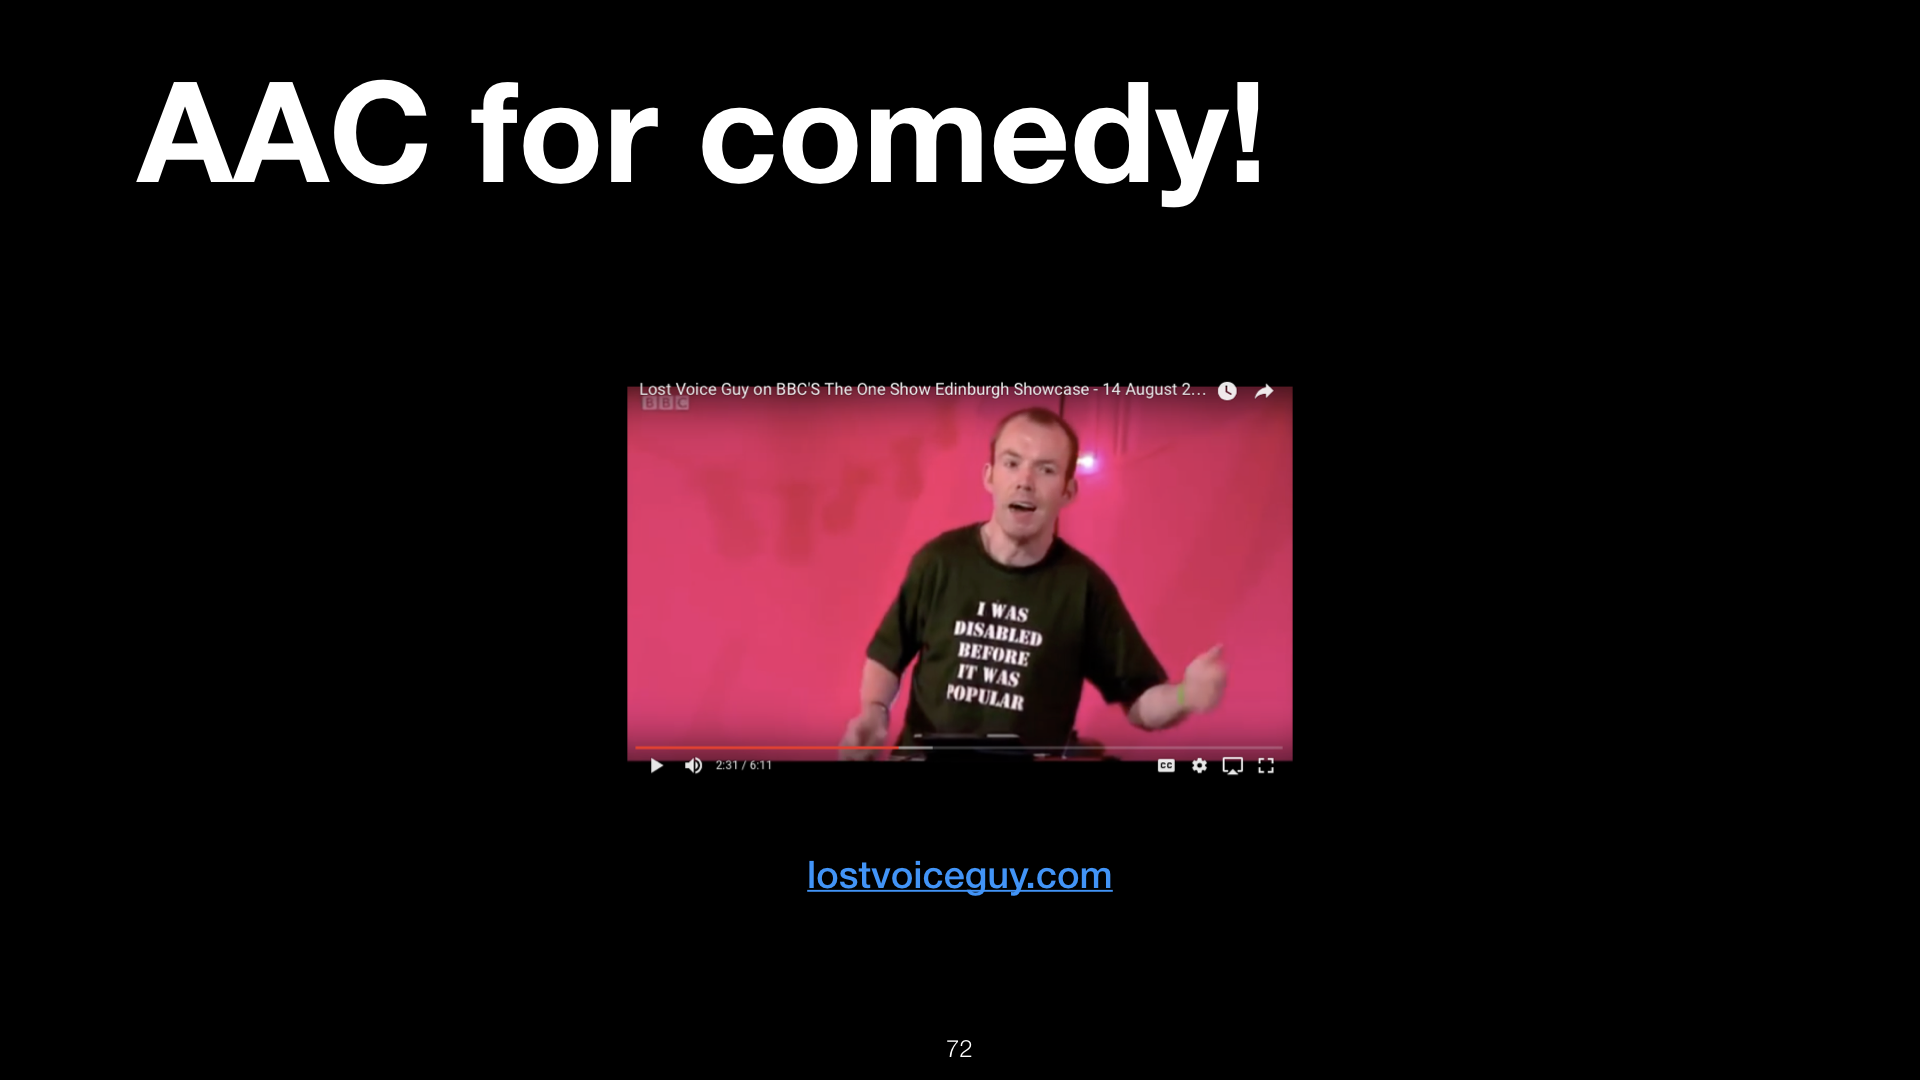 AAC for comedy!
Lost Voice Guy on BBC'S The One Show Edinburgh Showcase - 14 August 2...
BBC
I WAS
DISABLED
BEFORE
IT WAS
POPULAR
2:31 / 6:11
CC
lostvoiceguy.com
72